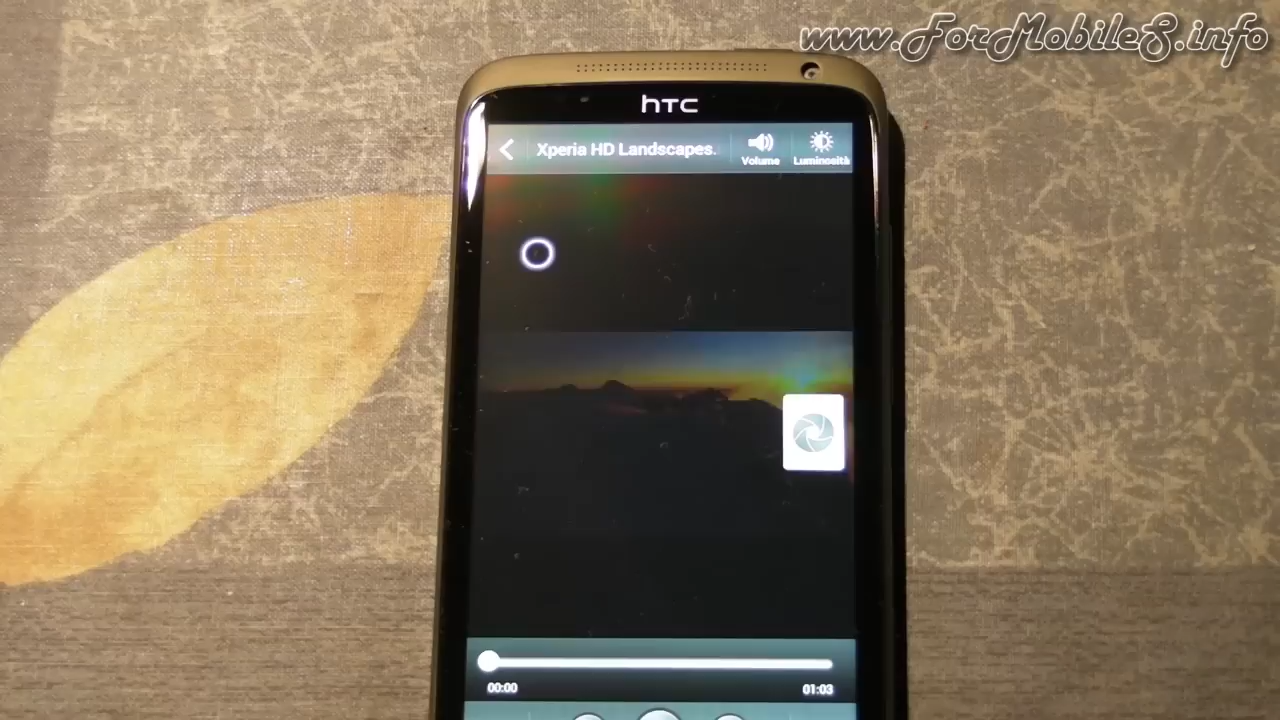 www.ForMobileS.info
hTC
Xperia HD Landscapes.
Volume
Luminosità
00:00
01:03